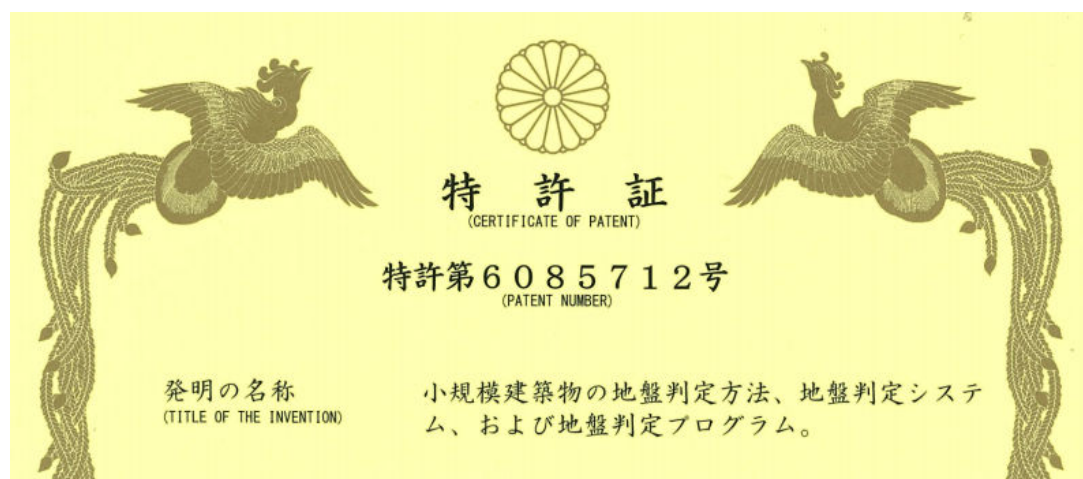 特許証
(CERTIFICATE OF PATENT)
特許第6085712号
(PATENT NUMBER)
発明の名称
(TITLE OF THE INVENTION)
小規模建築物の地盤判定方法、地盤判定システ
ム、および地盤判定プログラム。